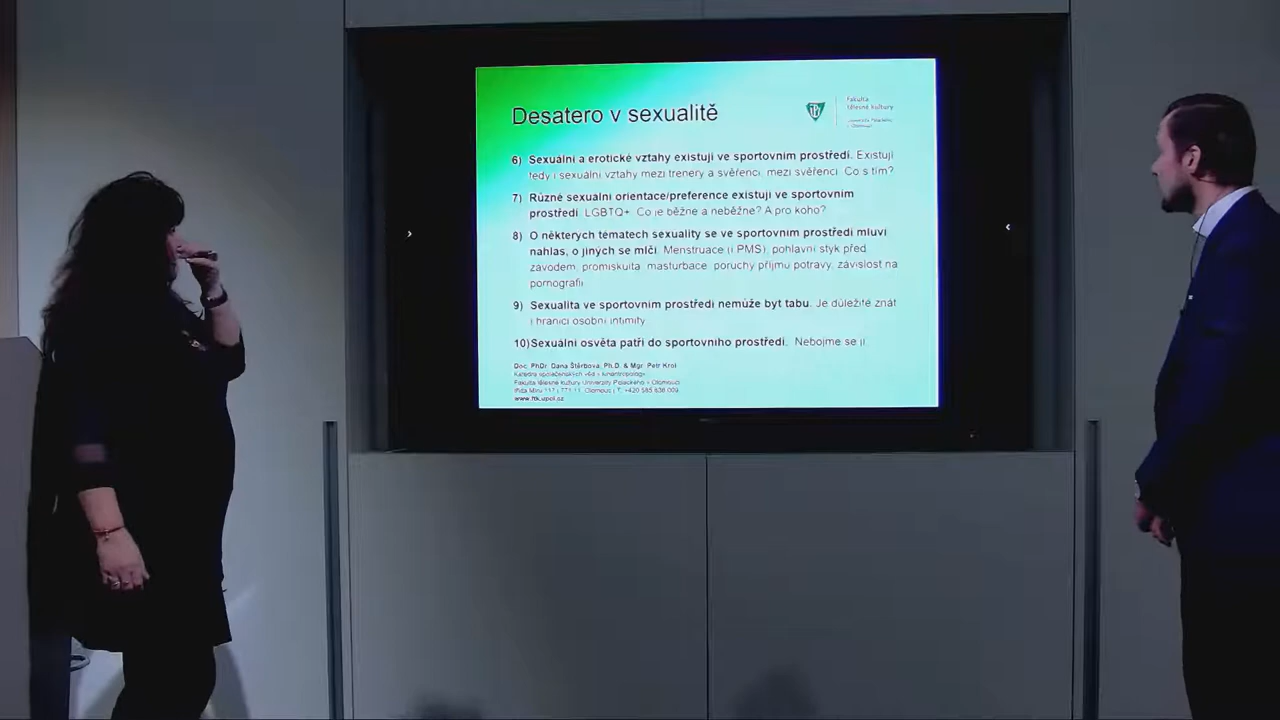 Desatero v sexualitě
Fakulta
tělesné kultury
6) Sexuální a erotické vztahy existují ve sportovním prostředí. Existují
tedy i sexuální vztahy mezi trenéry a svěřenci, mezi svěřenci. Co s tím?
7) Různé sexuální orientace/preference existují ve sportovním
prostředí. LGBTQ+. Co je běžné a neběžné? A pro koho?
8) O některých tématech sexuality se ve sportovním prostředí mluví
nahlas, o jiných se mlčí. Menstruace (i PMS), pohlavní styk před
závodem, promiskuita, masturbace, poruchy příjmu potravy, závislost na
pornografii.
9) Sexualita ve sportovním prostředí nemůže být tabu. Je důležité znát
i hranici osobní intimity.
10)Sexuální osvěta patří do sportovního prostředí. Nebojme se jí.
Doc. PhDr. Dana Štěrbová, Ph.D. & Mgr. Petr Krol
Katedra společenských věd v kinantropologii
Fakulta tělesné kultury Univerzity Palackého v Olomouci
www.ftk.upol.cz